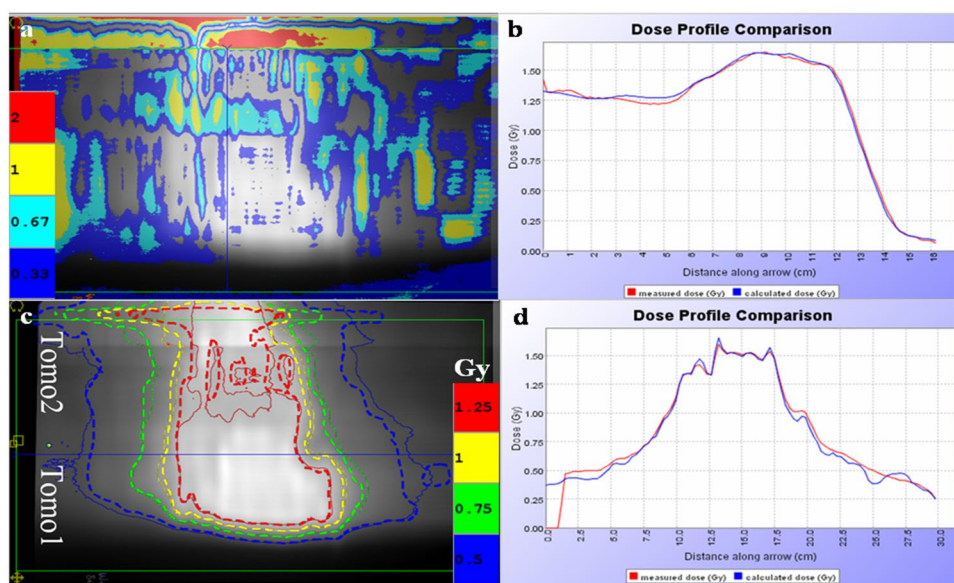 a
2
1
0.67
0.33
b
Dose Profile Comparison
Dose (Gy)
1.50
1.25
1.00
0.75
0.50
0.25
0.00
0 1 2 3 4 5 6 7 8 9 10 11 12 13 14 15 16
Distance along arrow (cm)
measured dose (Gy) calculated dose (Gy)
c
Tomo2
Tomo1
Gy
1.25
1
0.75
0.5
d
Dose Profile Comparison
Dose (Gy)
1.50
1.25
1.00
0.75
0.50
0.25
0.00
0.0 2.5 5.0 7.5 10.0 12.5 15.0 17.5 20.0 22.5 25.0 27.5 30.0
Distance along arrow (cm)
measured dose (Gy) calculated dose (Gy)